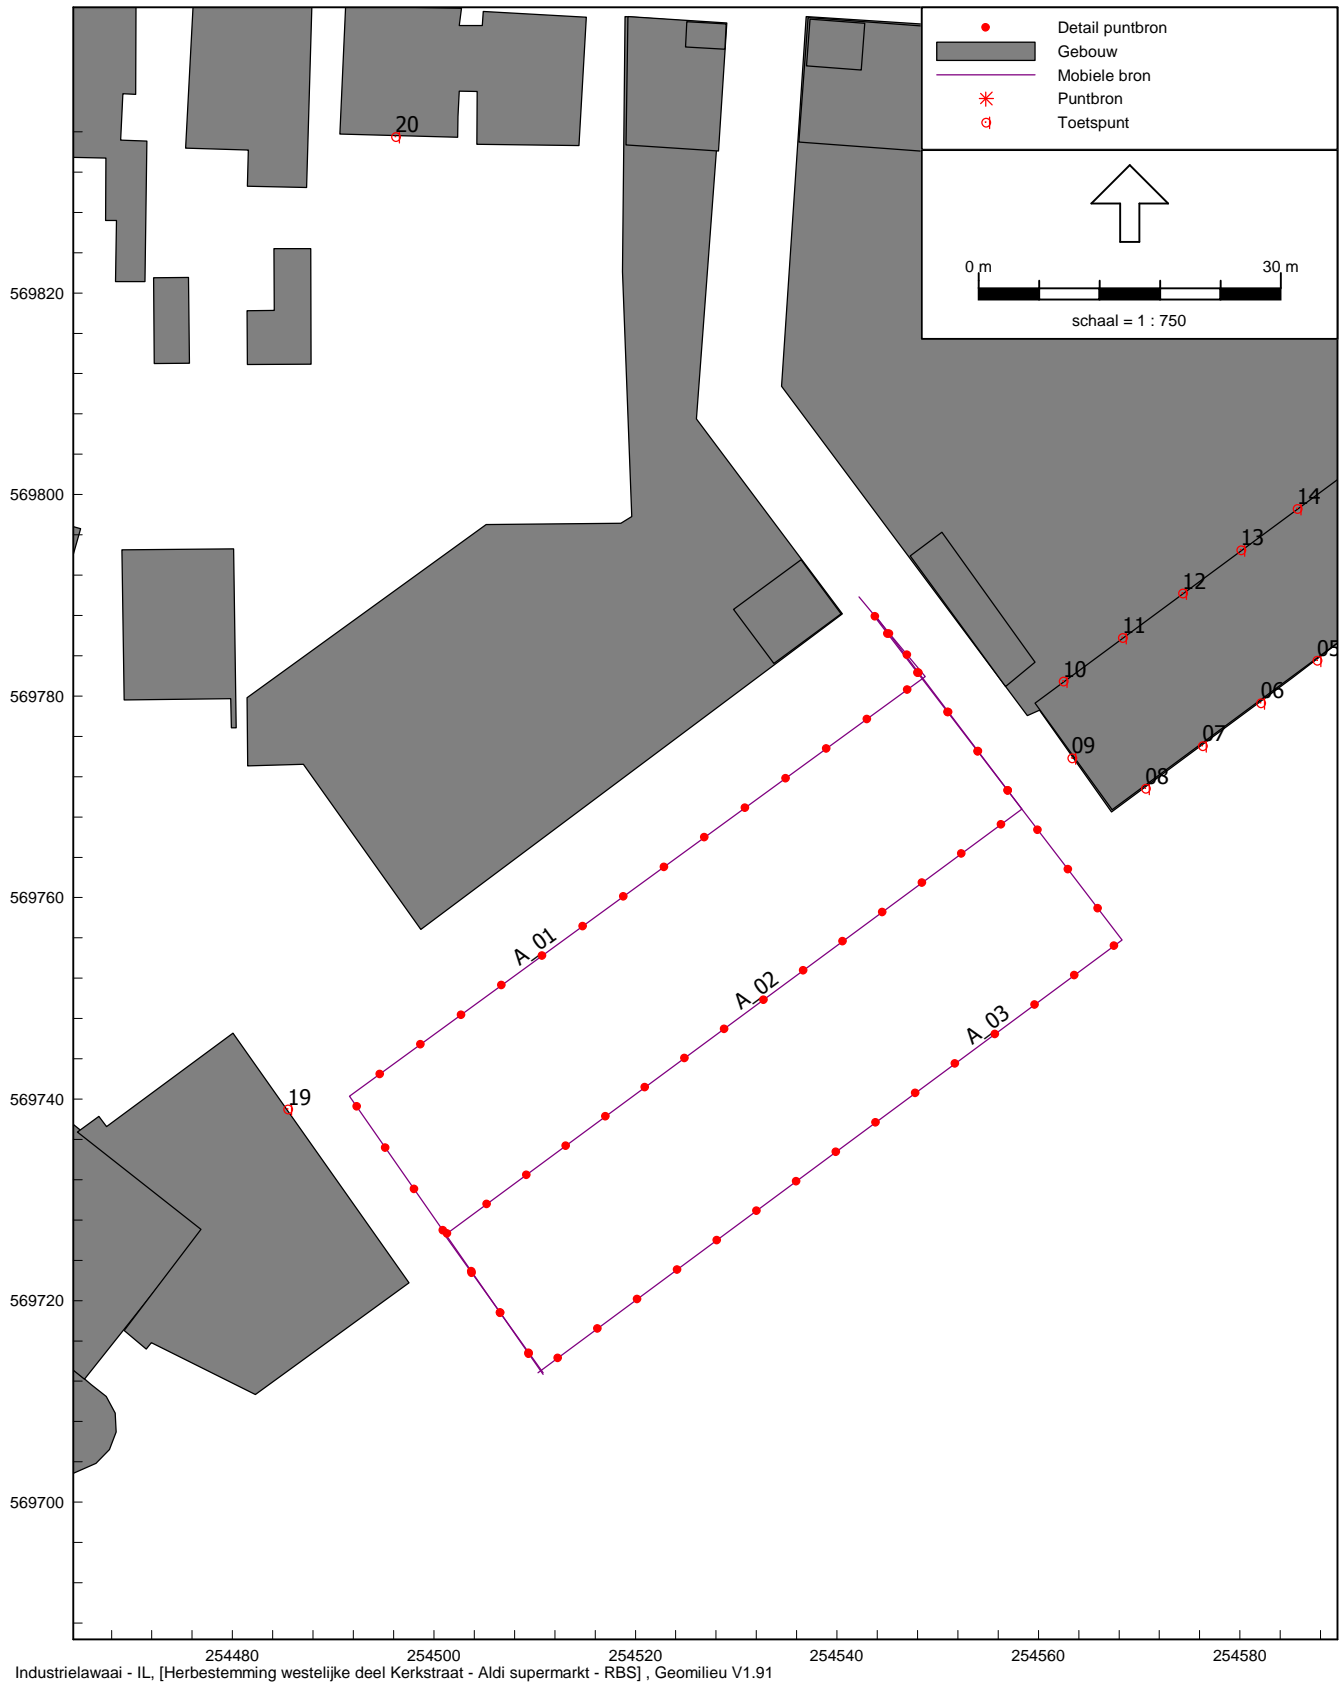 Detail puntbron
Gebouw
Mobiele bron
Puntbron
Toetspunt
0 m 30 m
schaal = 1 : 750
20
569820
569800
569780
569760
569740
569720
569700
14
13
12
11
10
05
06
07
08
09
A_01
A_02
A_03
19
254480 254500 254520 254540 254560 254580
Industrielawaai - IL, [Herbestemming westelijke deel Kerkstraat - Aldi supermarkt - RBS] , Geomilieu V1.91